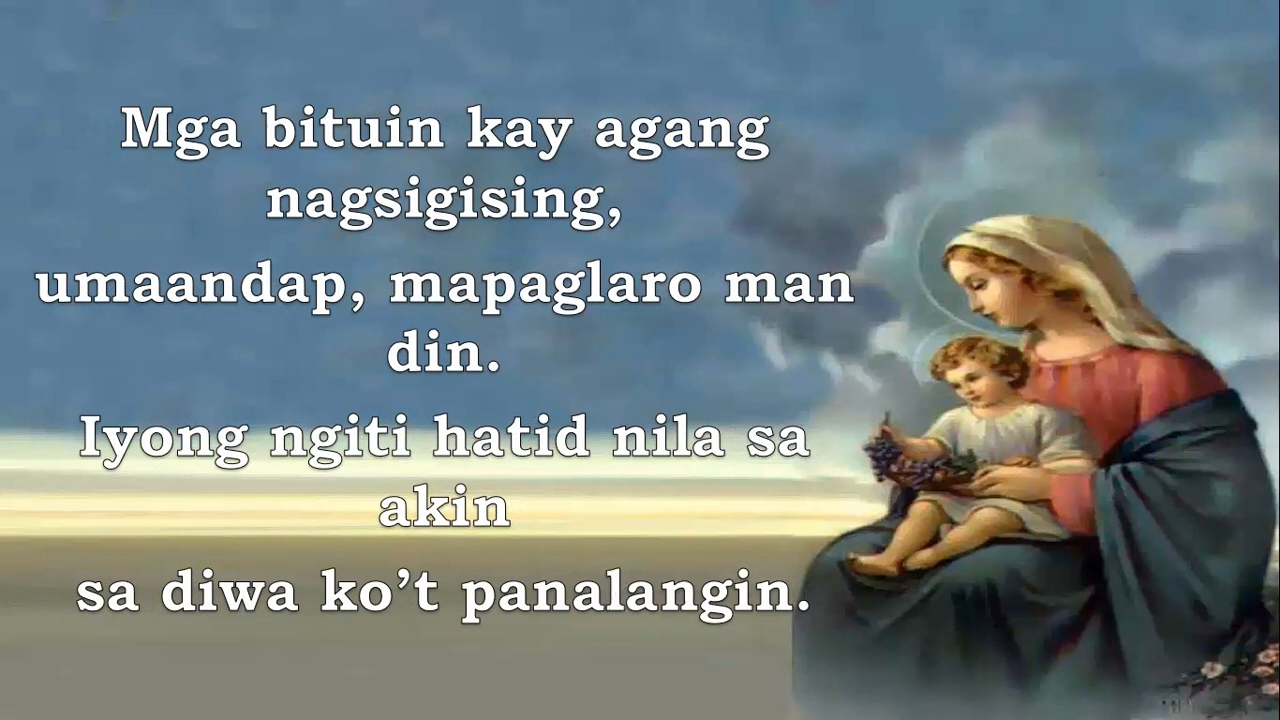 Mga bituin kay agang
nagsigising,
umaandap, mapaglaro man
din.
Iyong ngiti hatid nila sa
akin
sa diwa ko’t panalangin.